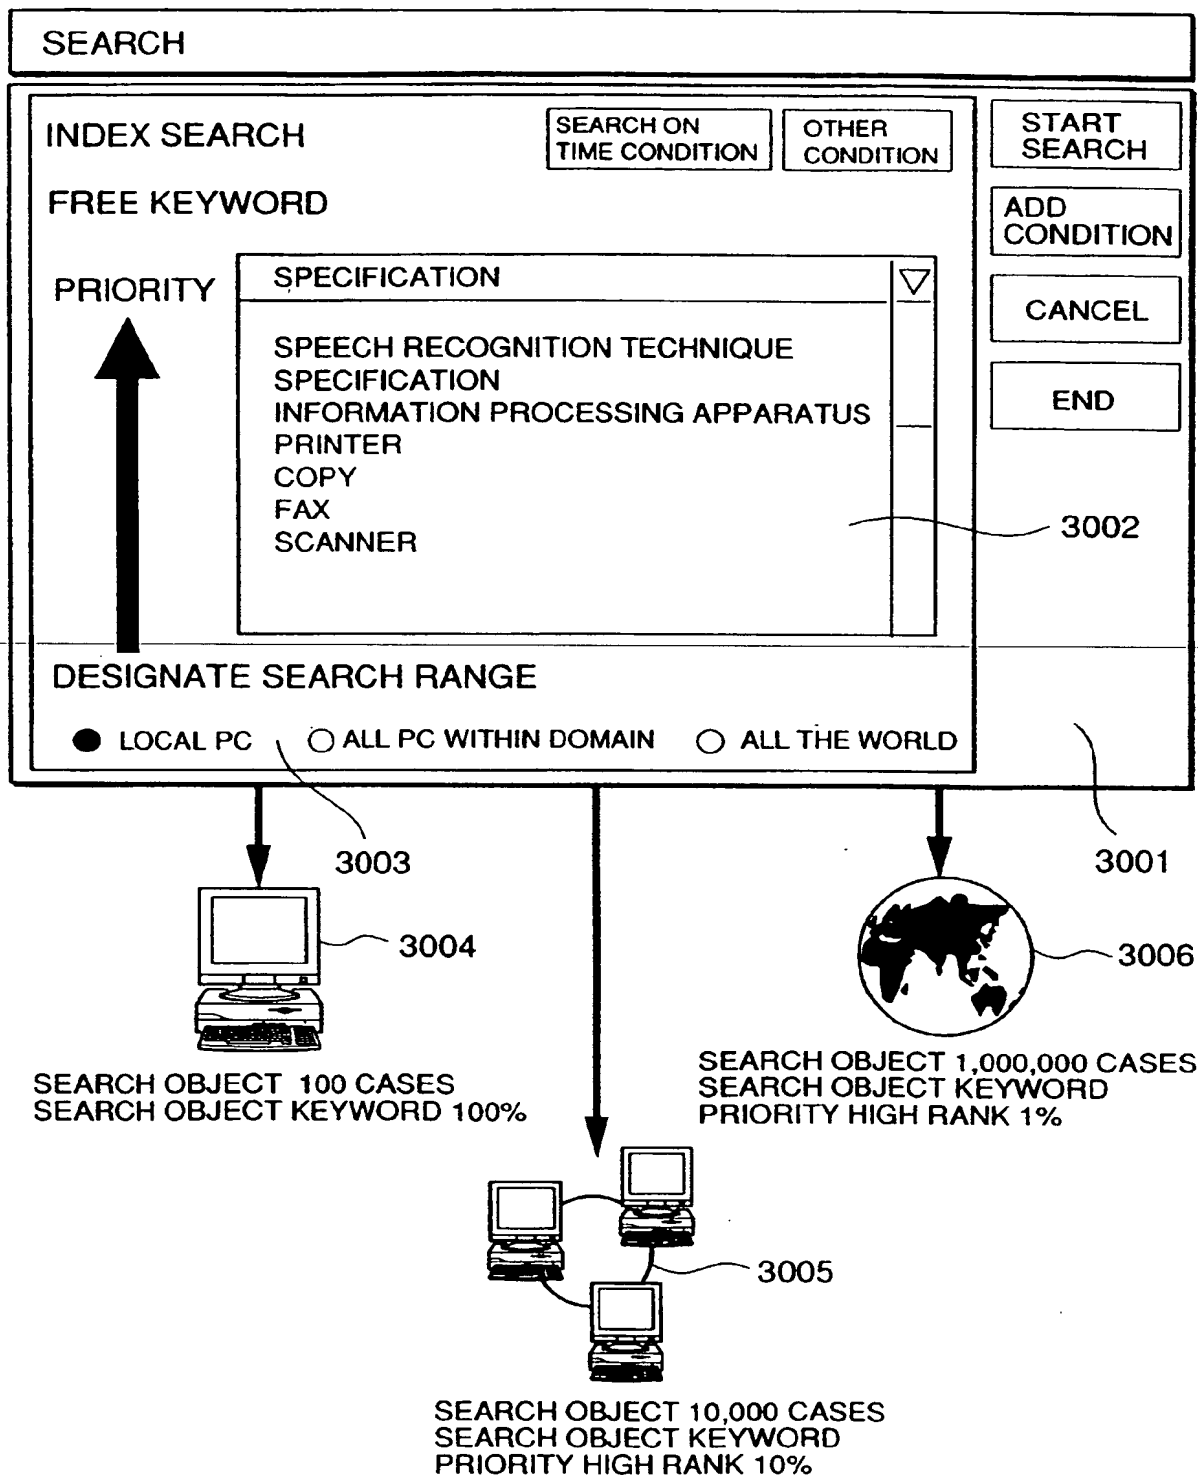 SEARCH
INDEX SEARCH
SEARCH ON
TIME CONDITION
OTHER
CONDITION
START
SEARCH
FREE KEYWORD
ADD
CONDITION
PRIORITY
SPECIFICATION
CANCEL
SPEECH RECOGNITION TECHNIQUE
SPECIFICATION
INFORMATION PROCESSING APPARATUS
PRINTER
COPY
FAX
SCANNER
END
3002
DESIGNATE SEARCH RANGE
LOCAL PC
ALL PC WITHIN DOMAIN
ALL THE WORLD
3003
3001
3004
3006
SEARCH OBJECT 100 CASES
SEARCH OBJECT KEYWORD 100%
SEARCH OBJECT 1,000,000 CASES
SEARCH OBJECT KEYWORD
PRIORITY HIGH RANK 1%
3005
SEARCH OBJECT 10,000 CASES
SEARCH OBJECT KEYWORD
PRIORITY HIGH RANK 10%